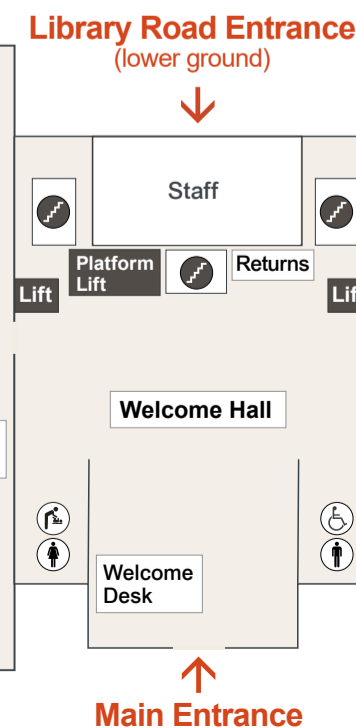 Library Road Entrance
(lower ground)
Staff
Platform
Lift
Returns
Lift
Welcome Hall
Welcome
Desk
Main Entrance